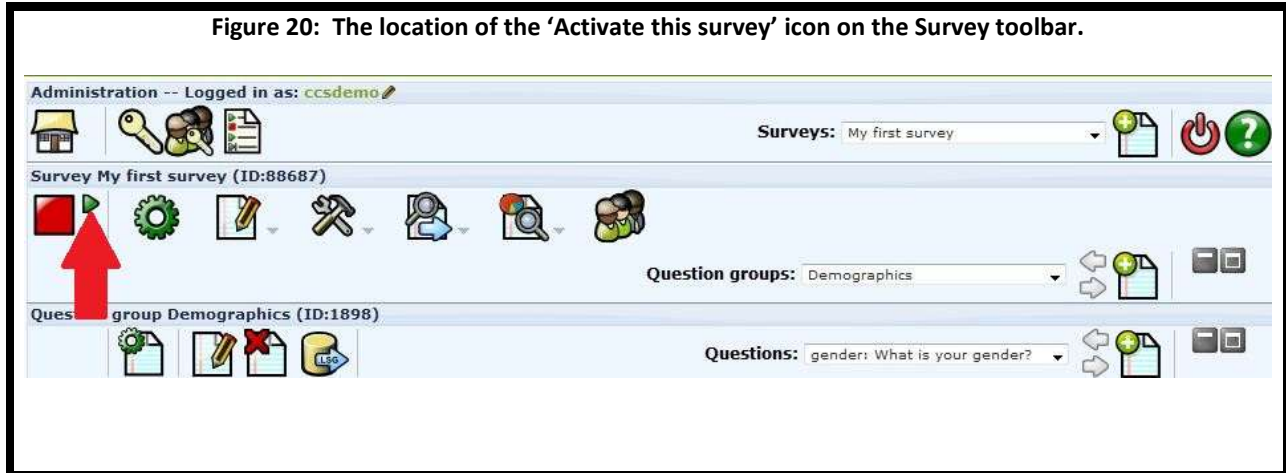 Figure 20:  The location of the ‘Activate this survey’ icon on the Survey toolbar.
Administration -- Logged in as: ccsdemo
Surveys: My first survey
Survey My first survey (ID:88687)
Question groups: Demographics
Ques group Demographics (ID:1898)
LSG
Questions: gender: What is your gender?